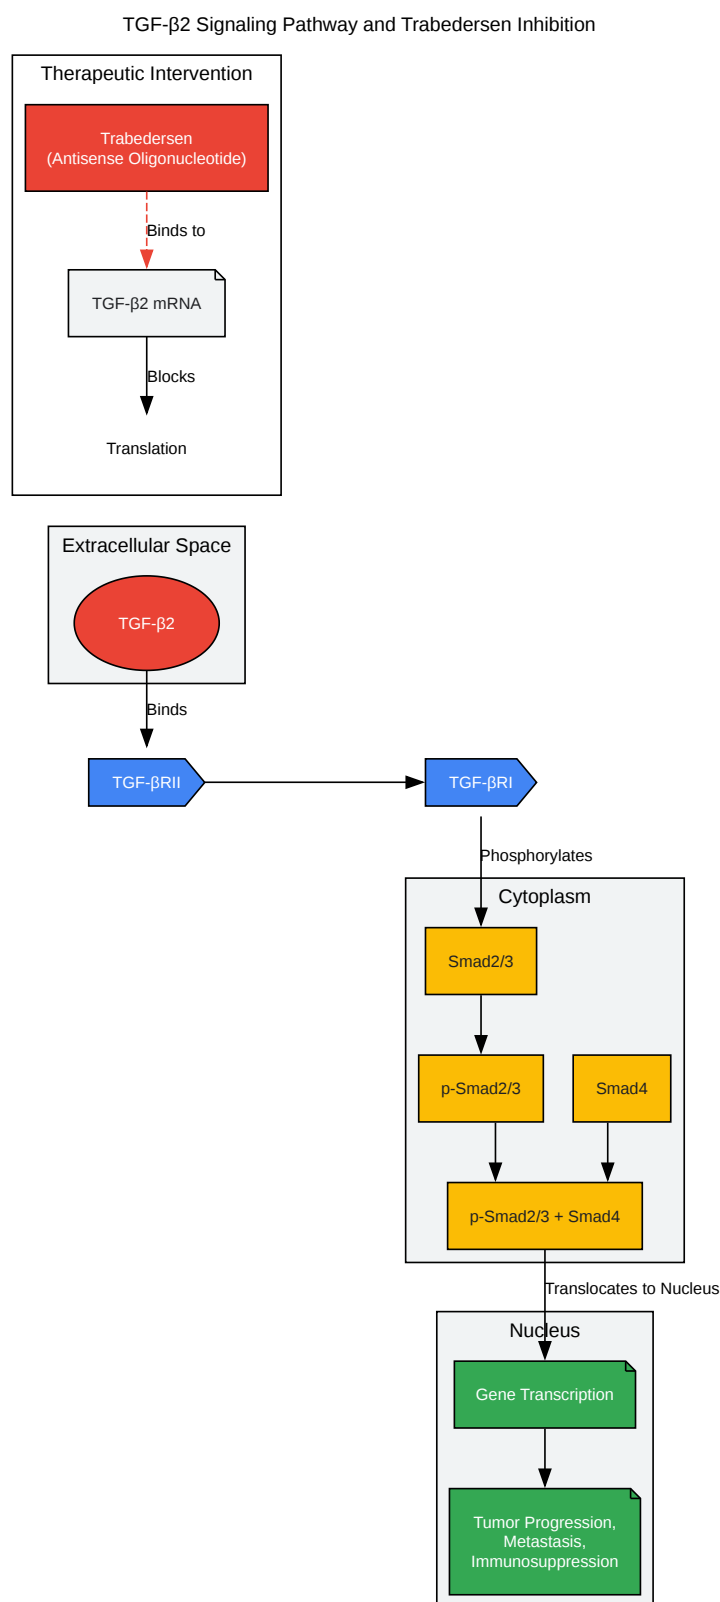 TGF-β2 Signaling Pathway and Trabedersen Inhibition
Therapeutic Intervention
Trabedersen
(Antisense Oligonucleotide)
Binds to
TGF-β2 mRNA
Blocks
Translation
Extracellular Space
TGF-β2
Binds
TGF-βRII
TGF-βRI
Phosphorylates
Cytoplasm
Smad2/3
p-Smad2/3
Smad4
p-Smad2/3 + Smad4
Translocates to Nucleus
Nucleus
Gene Transcription
Tumor Progression,
Metastasis,
Immunosuppression